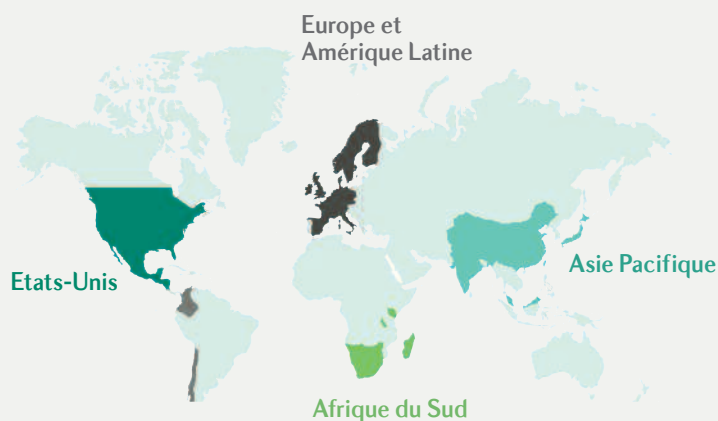 Europe et
Amérique Latine
Etats-Unis
Asie Pacifique
Afrique du Sud